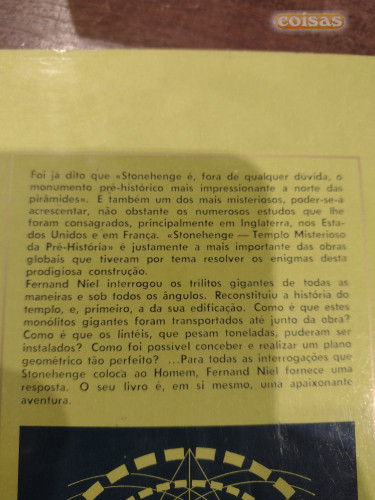 coisas
Foi já dito que «Stonehenge é, fora de qualquer dúvida, o
monumento pré-histórico mais impressionante a norte das
pirâmides». E também um dos mais misteriosos, poder-se-á
acrescentar, não obstante os numerosos estudos que lhe
foram consagrados, principalmente em Inglaterra, nos Esta-
dos Unidos e em França. «Stonehenge — Templo Misterioso
da Pré-História» é justamente a mais importante das obras
globais que tiveram por tema resolver os enigmas desta
prodigiosa construção.
Fernand Niel interrogou os trílitos gigantes de todas as
maneiras e sob todos os ângulos. Reconstituiu a história do
templo, e, primeiro, a da sua edificação. Como é que estes
monólitos gigantes foram transportados até junto da obra?
Como é que os lintéis, que pesam toneladas, puderam ser
instalados? Como foi possível conceber e realizar um plano
geométrico tão perfeito? ...Para todas as interrogações que
Stonehenge coloca ao Homem, Fernand Niel fornece uma
resposta. O seu livro é, em si mesmo, uma apaixonante
aventura.